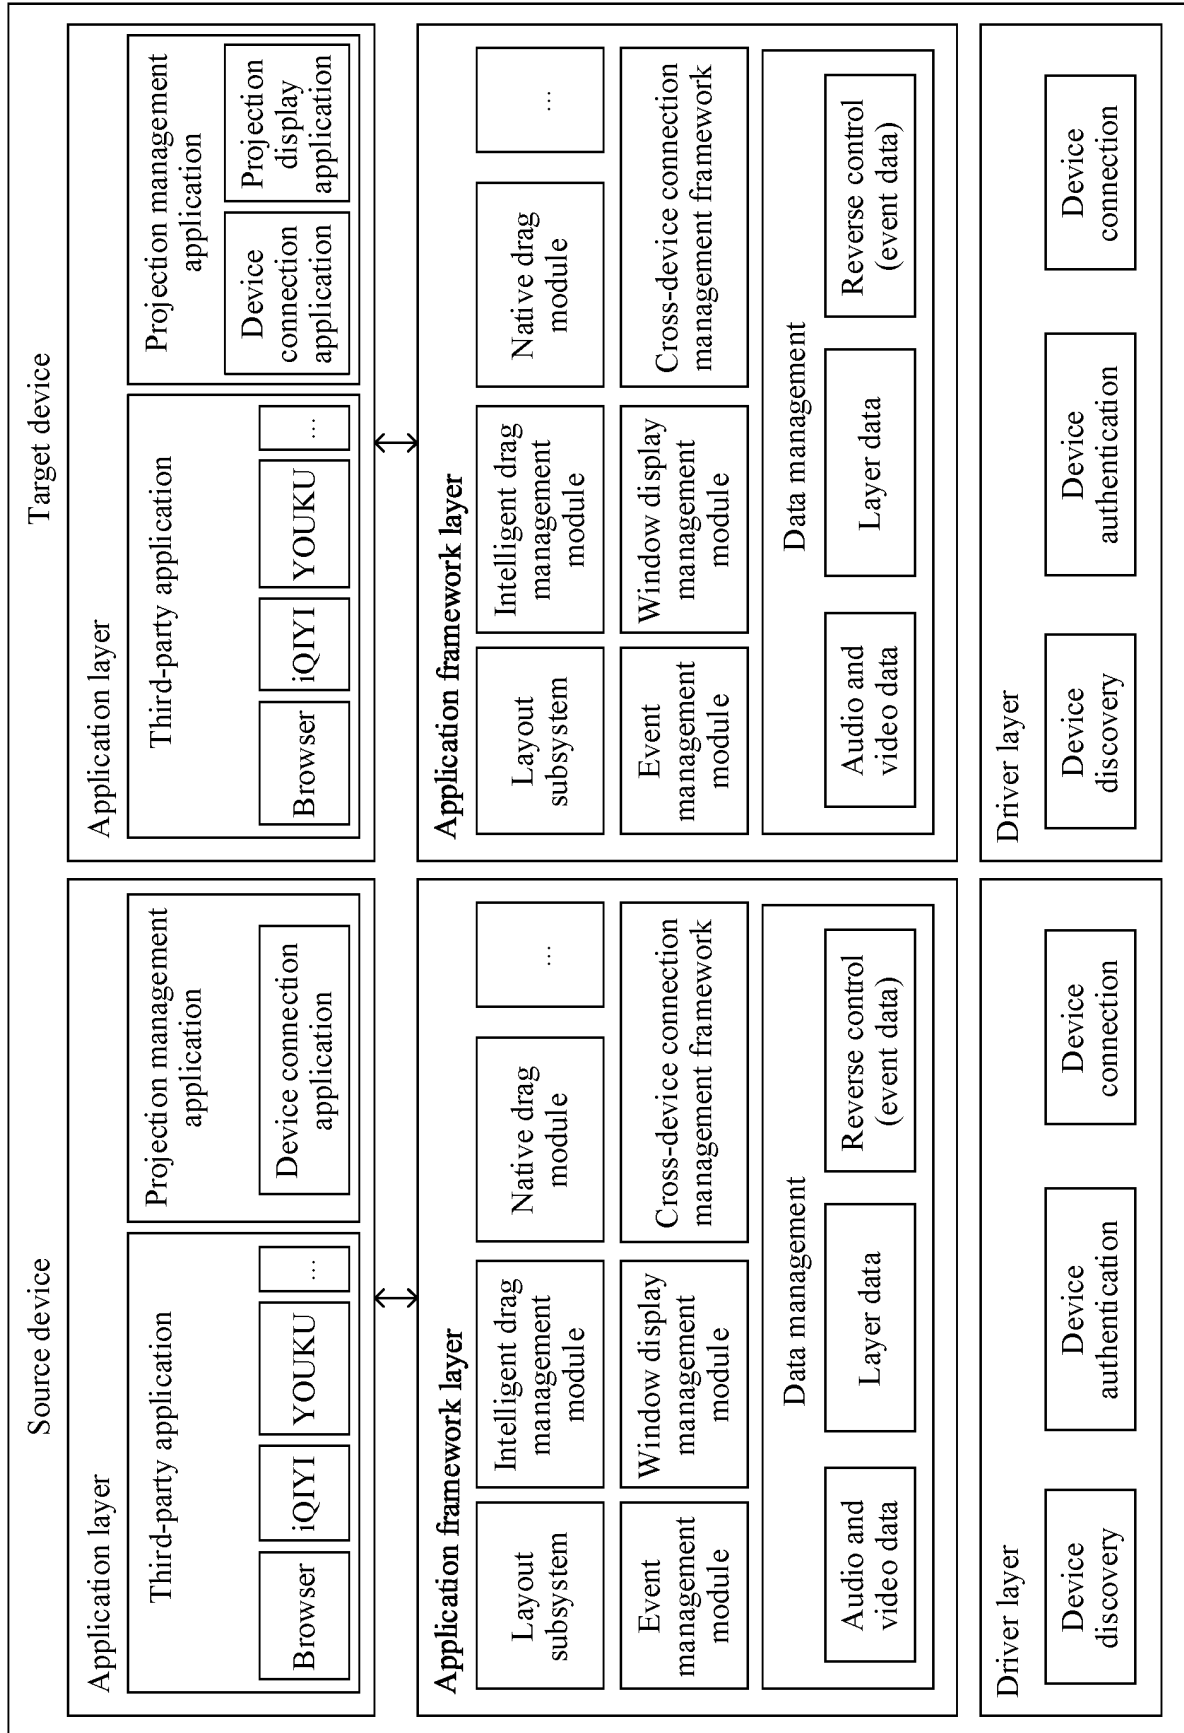 Source device
Application layer
Third-party application
Browser
iQIYI
YOUKU
...
Projection management
application
Device connection
application
Application framework layer
Layout
subsystem
Intelligent drag
management
module
Native drag
module
...
Event
management
module
Window display
management
module
Cross-device connection
management framework
Data management
Audio and
video data
Layer data
Reverse control
(event data)
Driver layer
Device
discovery
Device
authentication
Device
connection
Target device
Application layer
Third-party application
Browser
iQIYI
YOUKU
...
Projection management
application
Device
connection
application
Projection
display
application
Application framework layer
Layout
subsystem
Intelligent drag
management
module
Native drag
module
...
Event
management
module
Window display
management
module
Cross-device connection
management framework
Data management
Audio and
video data
Layer data
Reverse control
(event data)
Driver layer
Device
discovery
Device
authentication
Device
connection